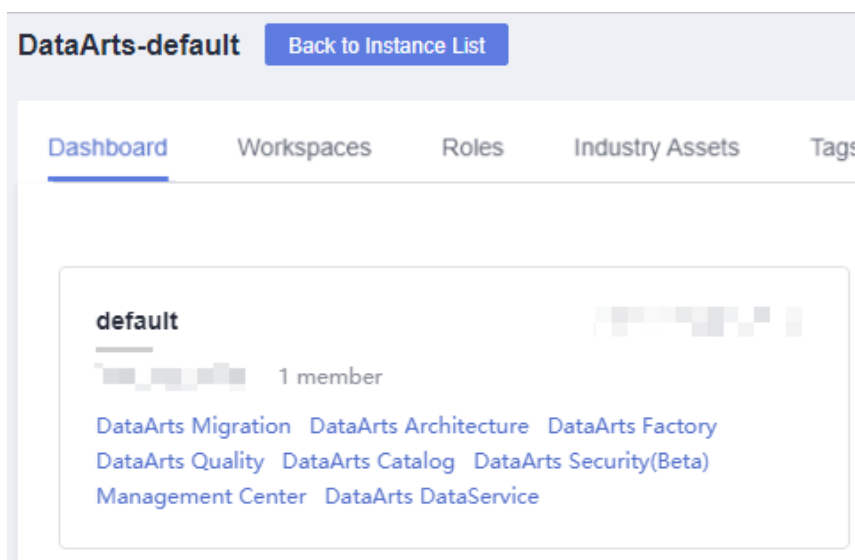 DataArts-default Back to Instance List
Dashboard Workspaces Roles Industry Assets Tags
default
1 member
DataArts Migration DataArts Architecture DataArts Factory
DataArts Quality DataArts Catalog DataArts Security(Beta)
Management Center DataArts DataService